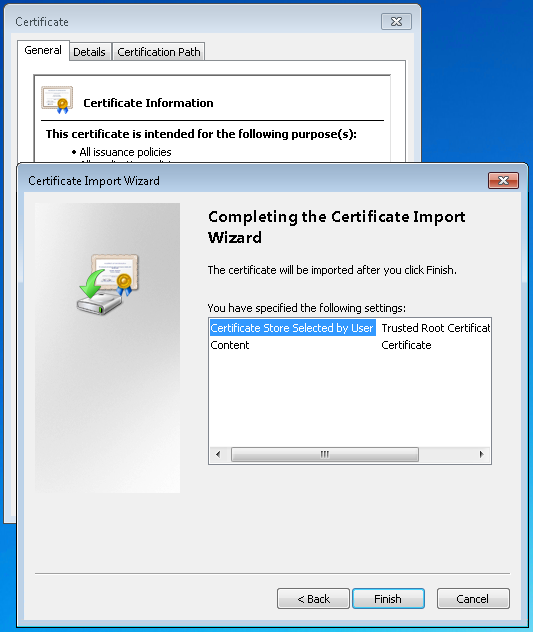 Certificate
General
Details
Certification Path
Certificate Information
This certificate is intended for the following purpose(s):
• All issuance policies
Certificate Import Wizard
Completing the Certificate Import
Wizard
The certificate will be imported after you click Finish.
You have specified the following settings:
Certificate Store Selected by User Trusted Root Certificat
Content Certificate
< Back
Finish
Cancel